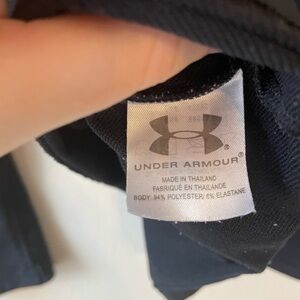 UNDER ARMOUR®
MADE IN THAILAND
FABRIQUÉ EN THAILANDE
BODY: 94% POLYESTER/ 6% ELASTANE